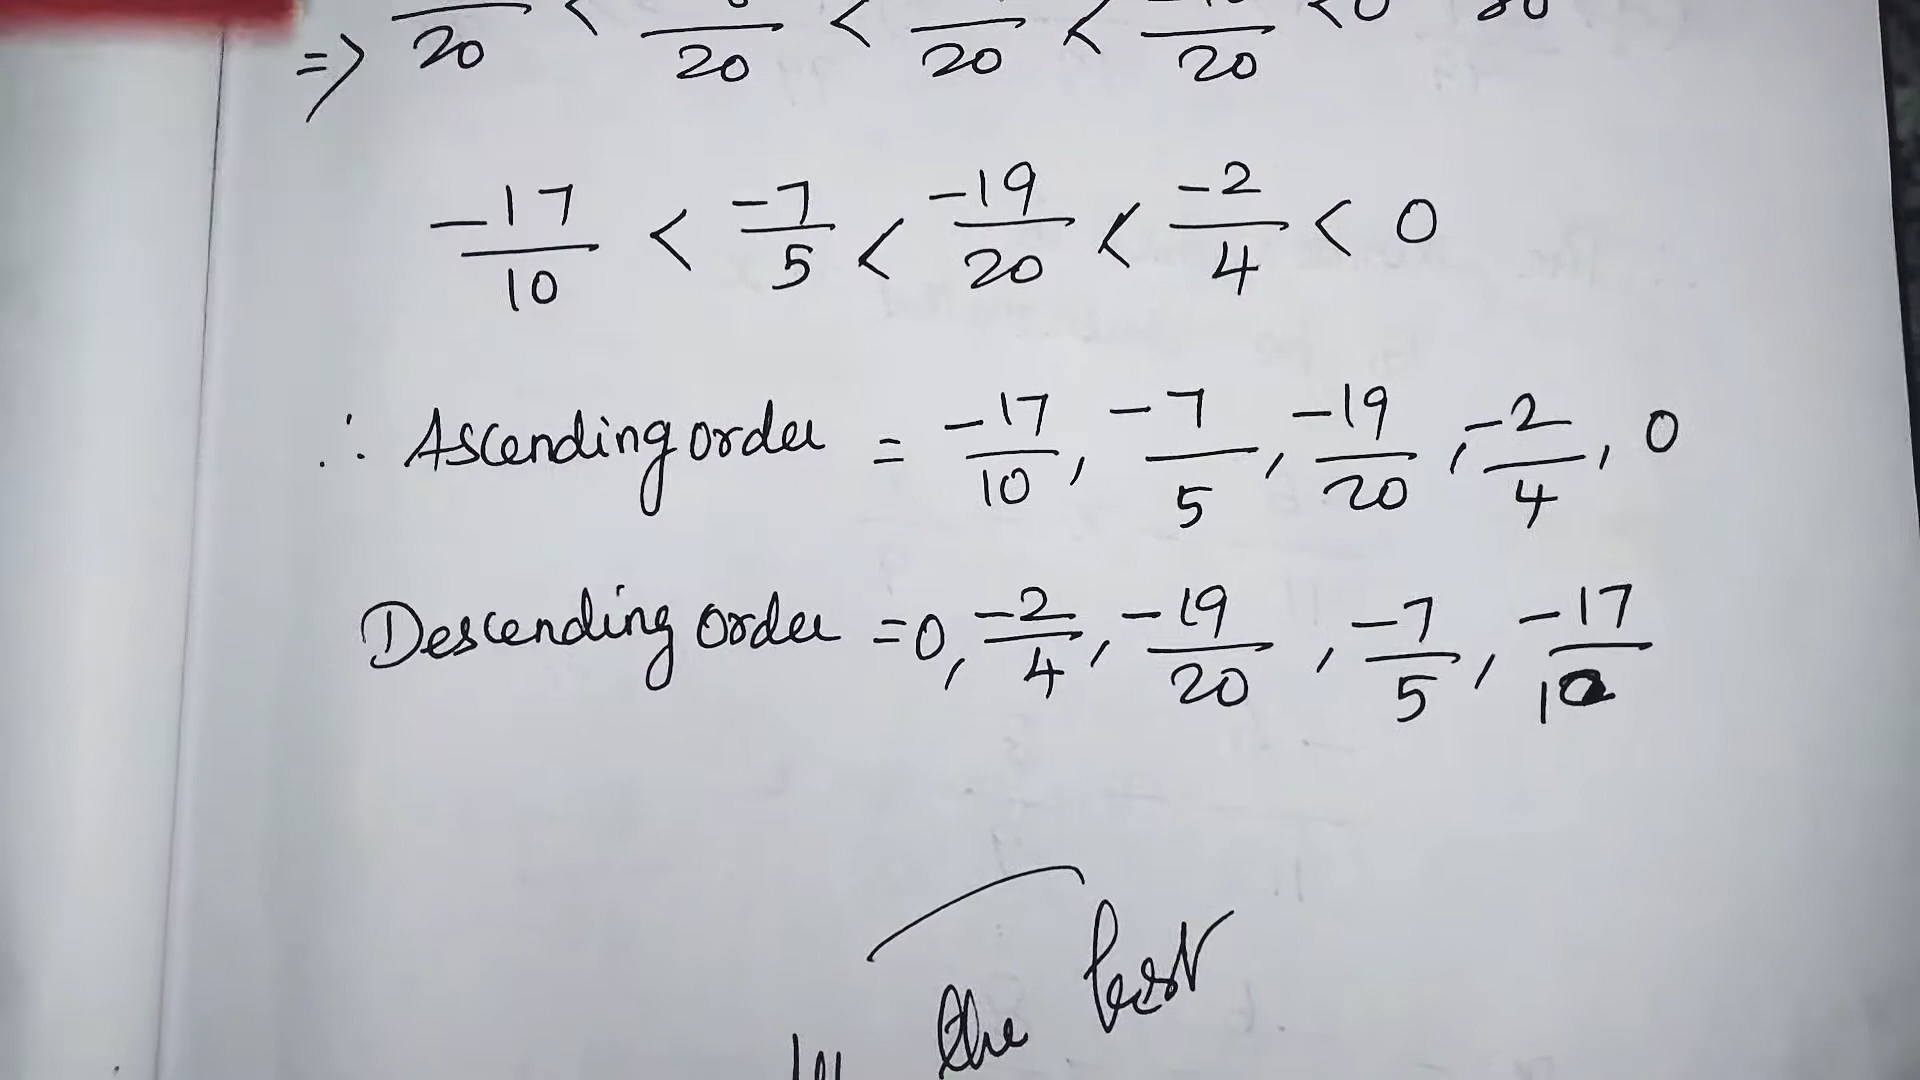 => /20 < /20 < /20 < /20 < 0
-17/10 < -7/5 < -19/20 < -2/4 < 0
∴ Ascending order = -17/10, -7/5, -19/20, -2/4, 0
Descending order = 0, -2/4, -19/20, -7/5, -17/10
the best